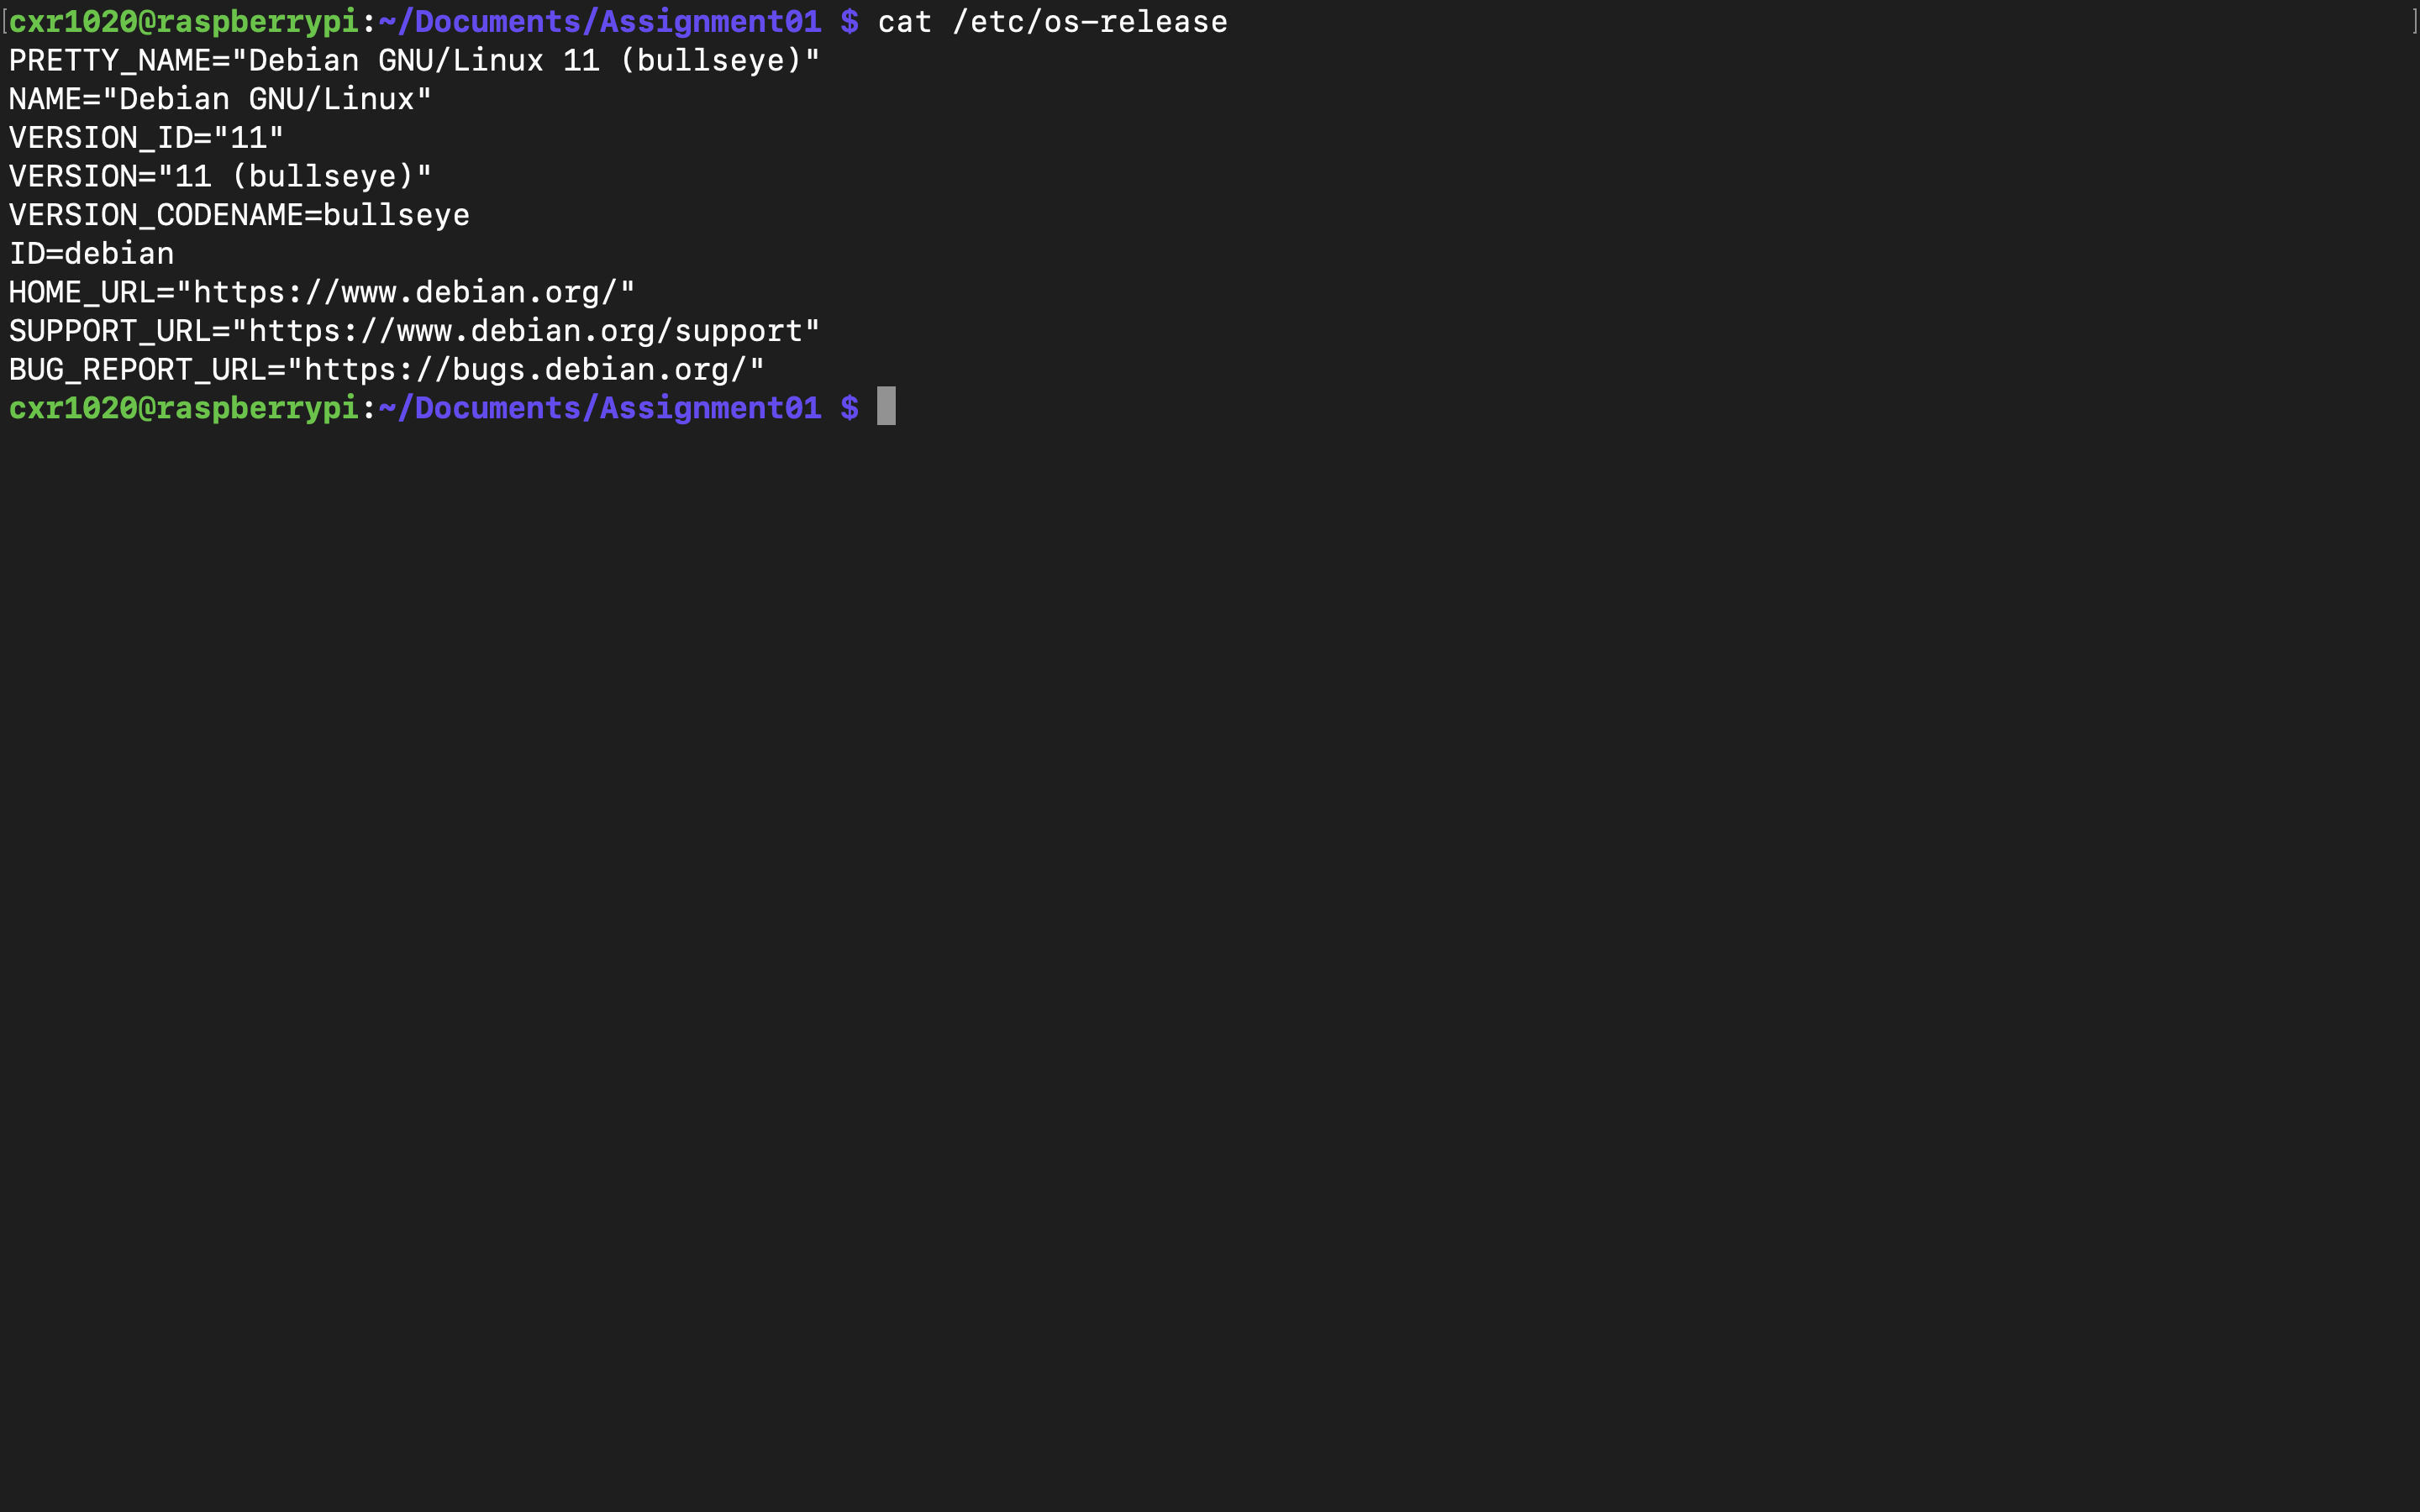 [cxr1020@raspberrypi:~/Documents/Assignment01 $ cat /etc/os-release]
PRETTY_NAME="Debian GNU/Linux 11 (bullseye)"
NAME="Debian GNU/Linux"
VERSION_ID="11"
VERSION="11 (bullseye)"
VERSION_CODENAME=bullseye
ID=debian
HOME_URL="https://www.debian.org/"
SUPPORT_URL="https://www.debian.org/support"
BUG_REPORT_URL="https://bugs.debian.org/"
cxr1020@raspberrypi:~/Documents/Assignment01 $